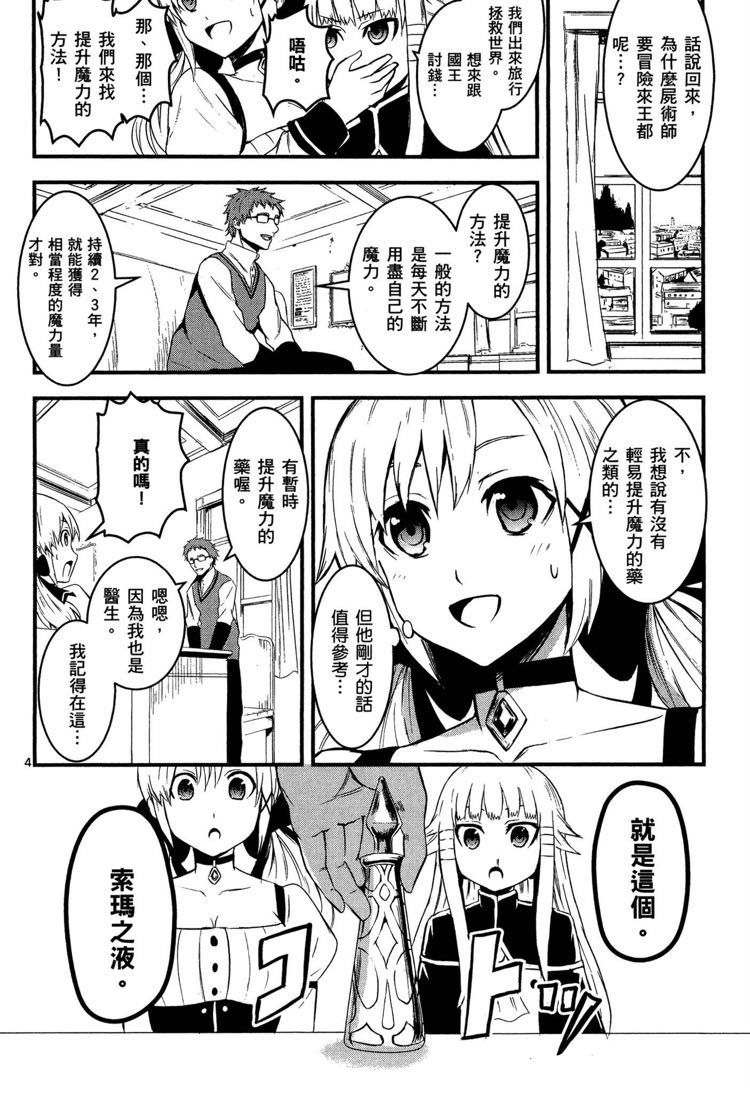 話說回來，
為什麼屍術師
要冒險來王都
呢…？
我們出來旅行
拯救世界。
想來跟
國王
討錢…
唔咕。
那、那個…
我們來找
提升魔力的
方法！
提升魔力的
方法？
一般的方法
是每天不斷
用盡自己的
魔力。
持續2、3年，
就能獲得
相當程度的魔力量
才對。
不，
我想說有沒有
輕易提升魔力的藥
之類的…
但他剛才的話
值得參考…
有暫時
提升魔力的
藥喔。
真的嗎！
嗯嗯，
因為我也是
醫生。
我記得在這…
就是這個。
索瑪之液。
トロロ
コ
4